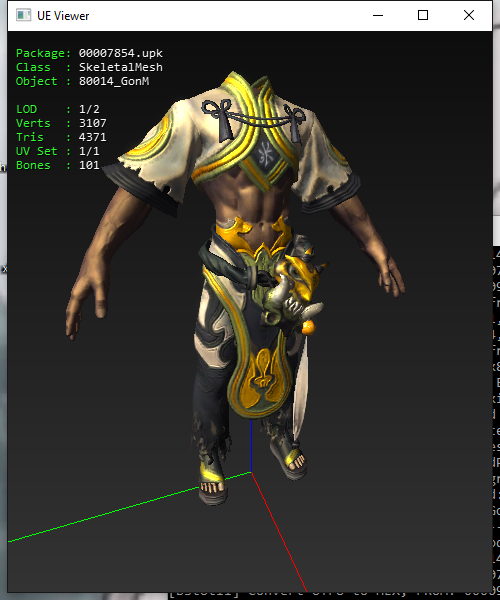 UE Viewer
Package: 00007854.upk
Class : SkeletalMesh
Object : 80014_GonM
LOD : 1/2
Verts : 3107
Tris : 4371
UV Set : 1/1
Bones : 101